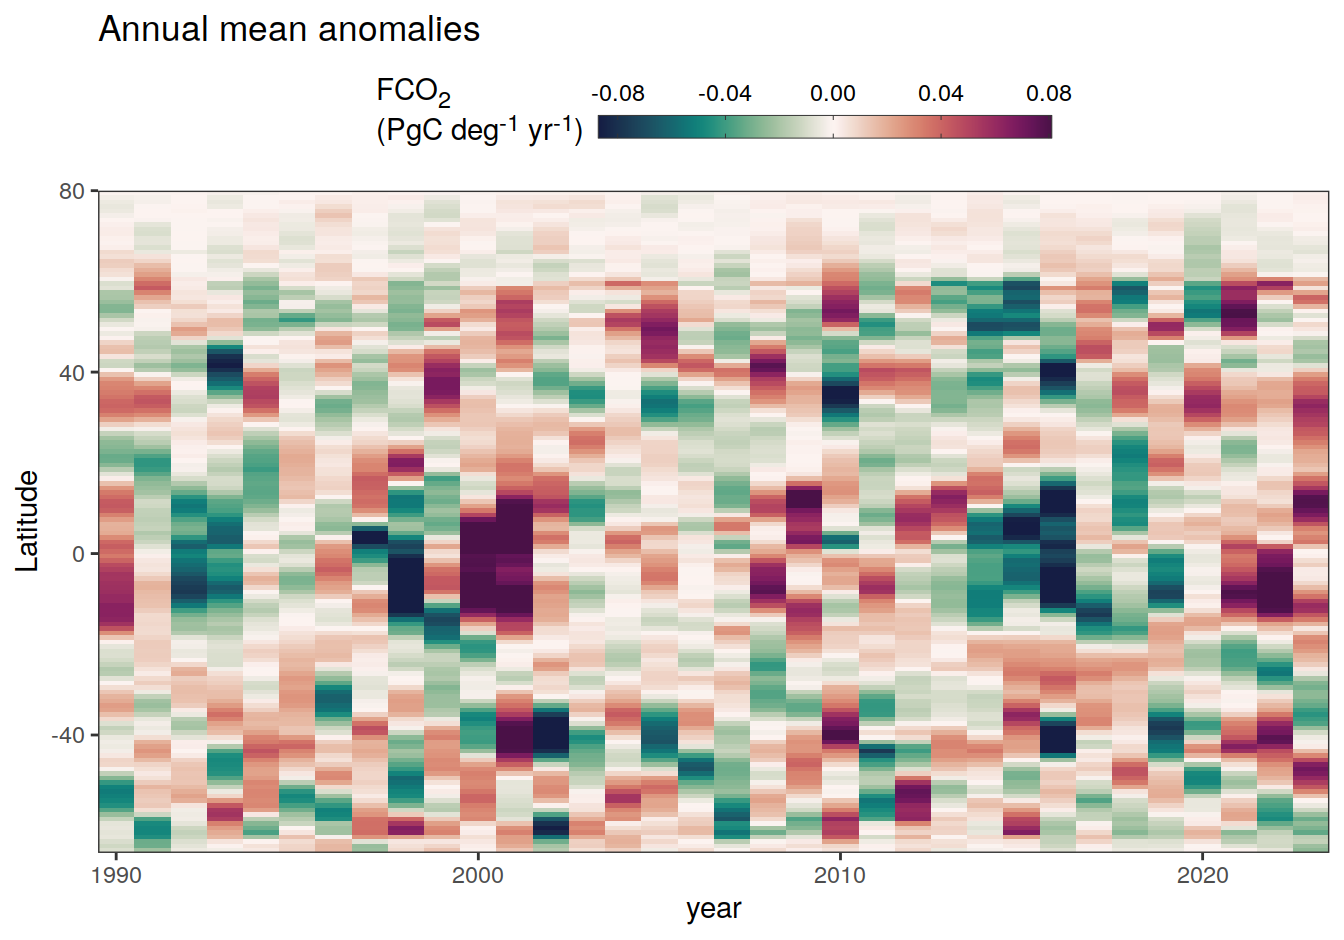 Annual mean anomalies
FCO₂
(PgC deg⁻¹ yr⁻¹)
-0.08 -0.04 0.00 0.04 0.08
80
40
0
-40
Latitude
1990 2000 2010 2020
year